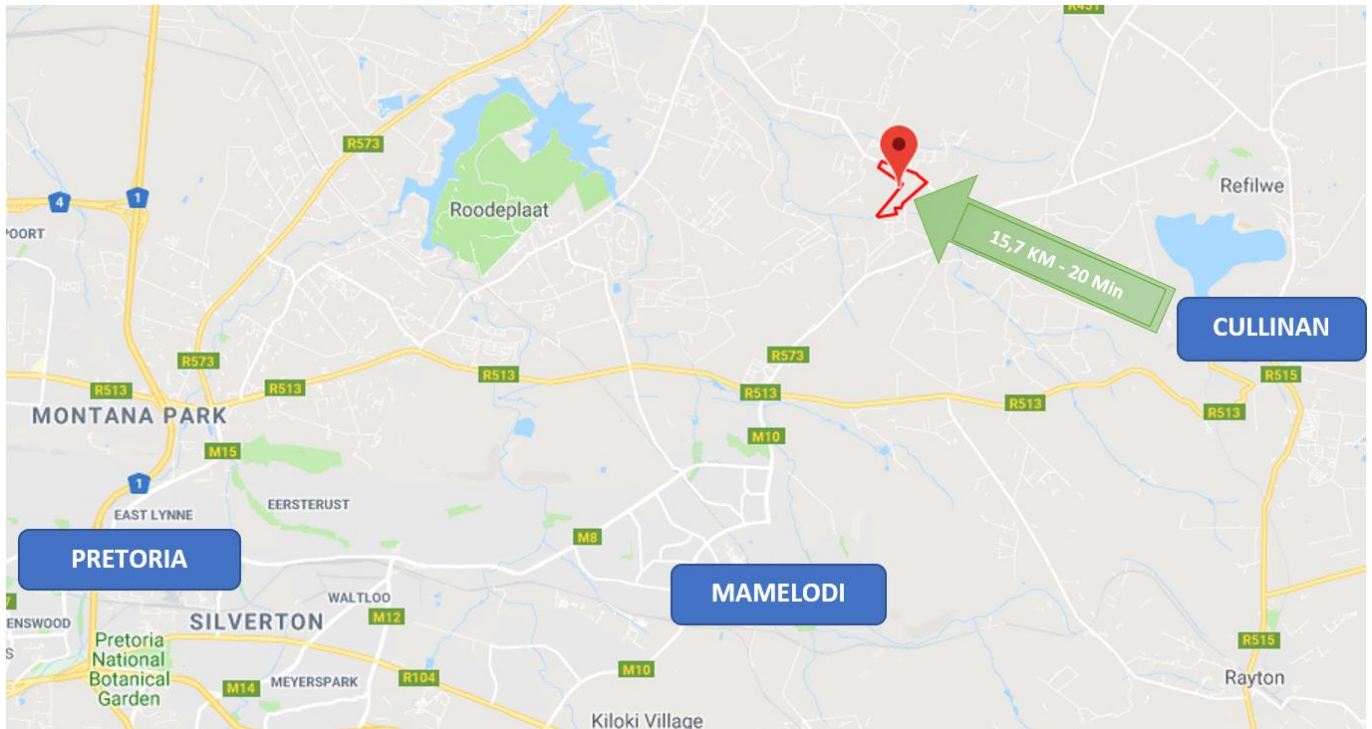 R573
4
1
Roodeplaat
Refilwe
15,7 KM - 20 Min
CULLINAN
R573
R573
R513
R513
R513
R513
R513
R513
R515
MONTANA PARK
M15
M10
1
EAST LYNNE
EERSTERUST
M8
PRETORIA
MAMELODI
WALTLOO
SILVERTON
M12
ENSWOOD
Pretoria
National
Botanical
Garden
M14
MEYERSPARK
R104
M10
R515
Rayton
Kiloki Village